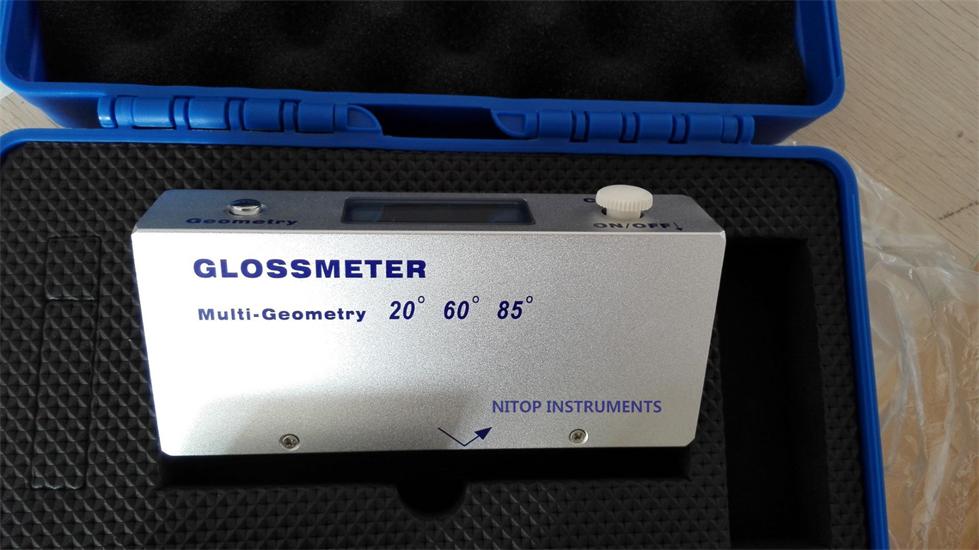 Geometry
ON/OFF
GLOSSMETER
Multi-Geometry 20° 60° 85°
NITOP INSTRUMENTS